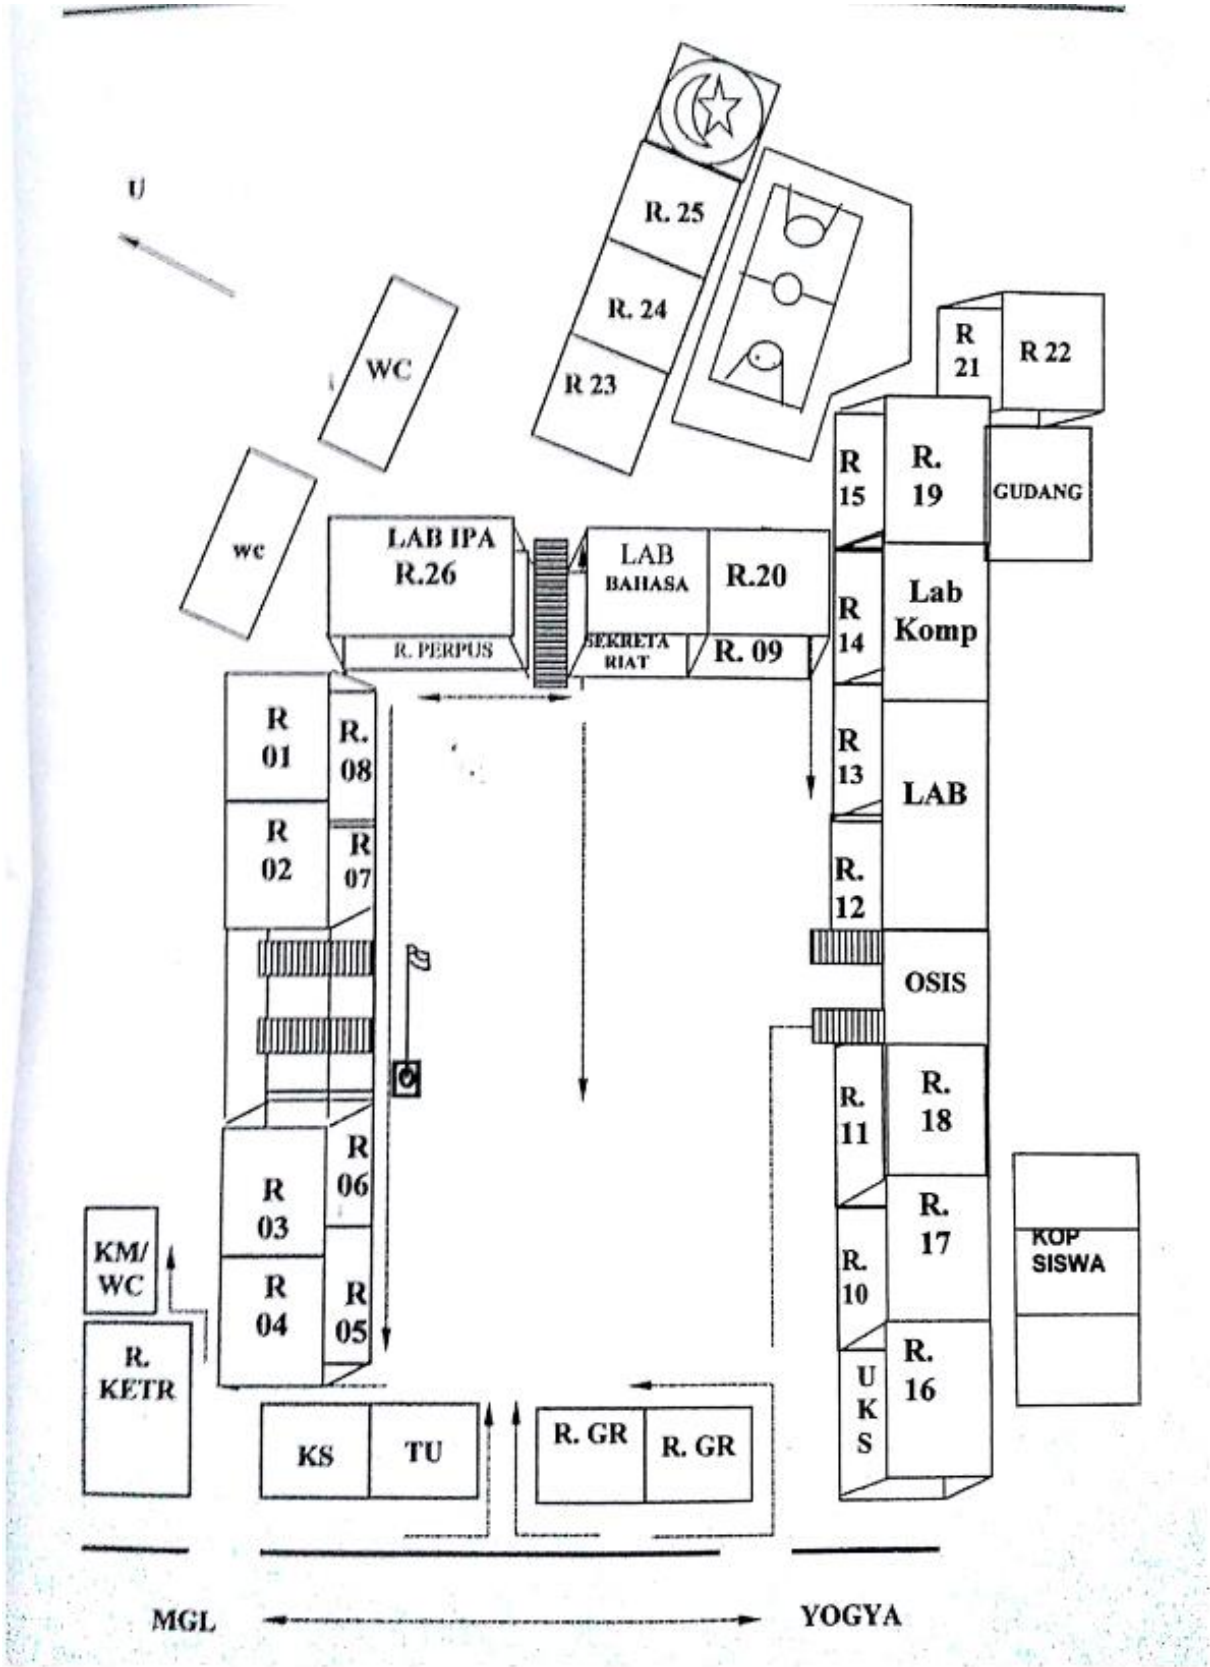 U
R. 25
R. 24
R 23
WC
wc
R
21
R 22
R
15
R.
19
GUDANG
LAB IPA
R.26
R. PERPUS
LAB
BAHASA
R.20
SEKRETA
RIAT
R. 09
R
14
Lab
Komp
R
01
R.
08
R
13
LAB
R
02
R
07
R.
12
OSIS
R
03
R
06
R.
11
R.
18
KM/
WC
R
04
R
05
R.
10
R.
17
KOP
SISWA
R.
KETR
KS
TU
R. GR
R. GR
U
K
S
R.
16
MGL
YOGYA